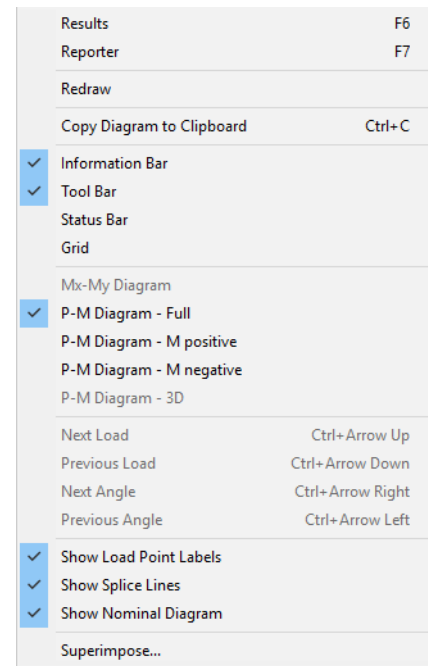 Results F6
Reporter F7
Redraw
Copy Diagram to Clipboard Ctrl+C
Information Bar
Tool Bar
Status Bar
Grid
Mx-My Diagram
P-M Diagram - Full
P-M Diagram - M positive
P-M Diagram - M negative
P-M Diagram - 3D
Next Load Ctrl+Arrow Up
Previous Load Ctrl+Arrow Down
Next Angle Ctrl+Arrow Right
Previous Angle Ctrl+Arrow Left
Show Load Point Labels
Show Splice Lines
Show Nominal Diagram
Superimpose...